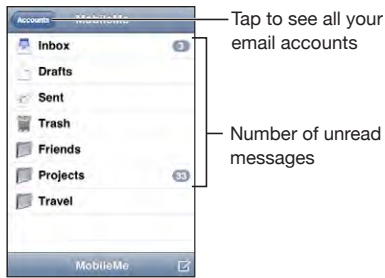 Accounts MobileMe
Tap to see all your
email accounts
Inbox 3
Drafts
Sent
Trash
Friends
Projects 33
Travel
Number of unread
messages
MobileMe